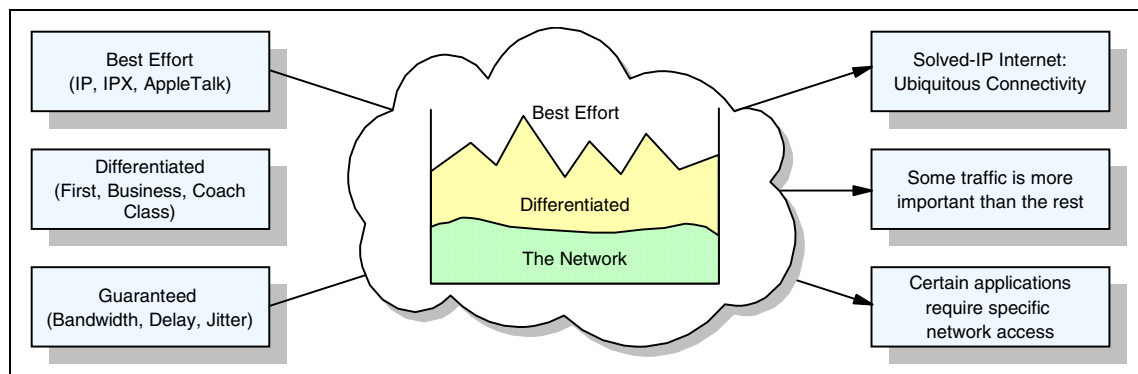 Best Effort
(IP, IPX, AppleTalk)
Differentiated
(First, Business, Coach
Class)
Guaranteed
(Bandwidth, Delay, Jitter)
Best Effort
Differentiated
The Network
Solved-IP Internet:
Ubiquitous Connectivity
Some traffic is more
important than the rest
Certain applications
require specific
network access